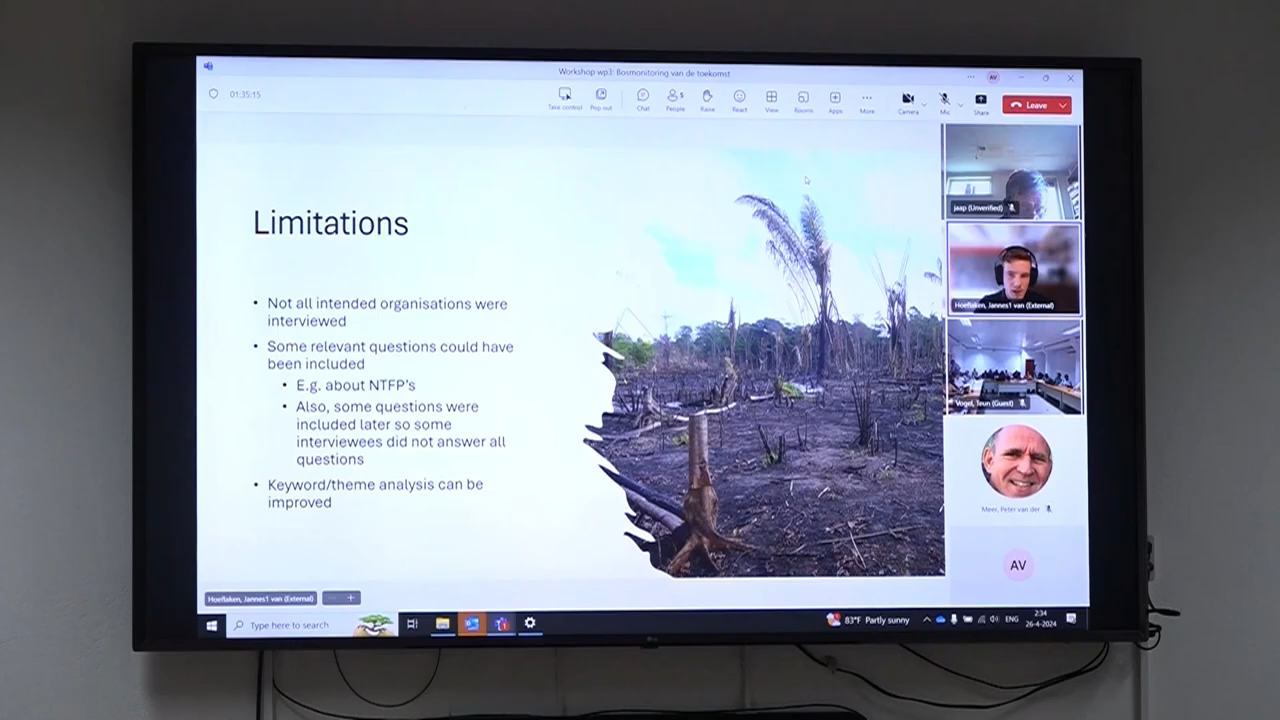 Workshop wp3: Bosmonitoring van de toekomst
AV
01:35:15
Take control
Pop out
Chat
People
5
Raise
React
View
Rooms
Apps
More
Camera
Mic
Share
Leave
Limitations
• Not all intended organisations were
interviewed
• Some relevant questions could have
been included
• E.g. about NTFP's
• Also, some questions were
included later so some
interviewees did not answer all
questions
• Keyword/theme analysis can be
improved
jaap (Unverified)
Hoeflaken, Jannes1 van (External)
Vogel, Teun (Guest)
Meer, Peter van der
AV
Hoeflaken, Jannes1 van (External)
Type here to search
83°F Partly sunny
ENG
2:34
26-4-2024
LG